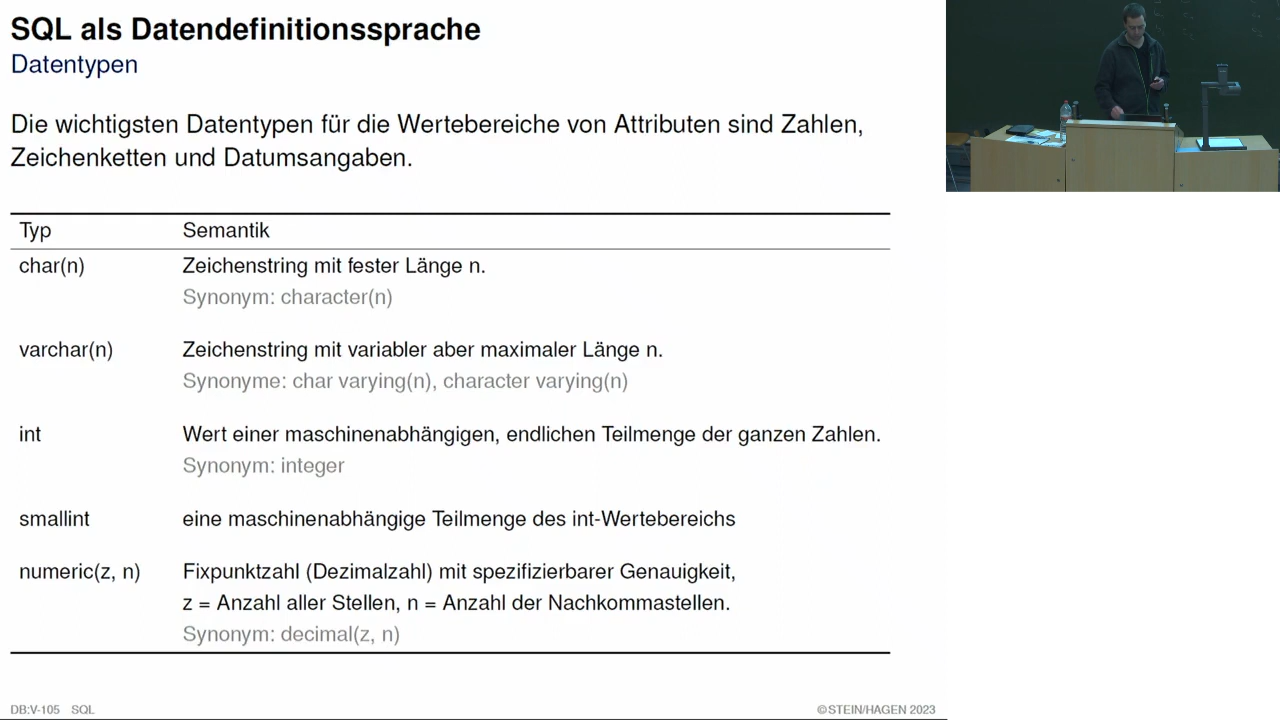 SQL als Datendefinitionssprache
Datentypen
Die wichtigsten Datentypen für die Wertebereiche von Attributen sind Zahlen,
Zeichenketten und Datumsangaben.
Typ Semantik
char(n) Zeichenstring mit fester Länge n.
Synonym: character(n)
varchar(n) Zeichenstring mit variabler aber maximaler Länge n.
Synonyme: char varying(n), character varying(n)
int Wert einer maschinenabhängigen, endlichen Teilmenge der ganzen Zahlen.
Synonym: integer
smallint eine maschinenabhängige Teilmenge des int-Wertebereichs
numeric(z, n) Fixpunktzahl (Dezimalzahl) mit spezifizierbarer Genauigkeit,
z = Anzahl aller Stellen, n = Anzahl der Nachkommastellen.
Synonym: decimal(z, n)
DB:V-105 SQL ©STEIN/HAGEN 2023